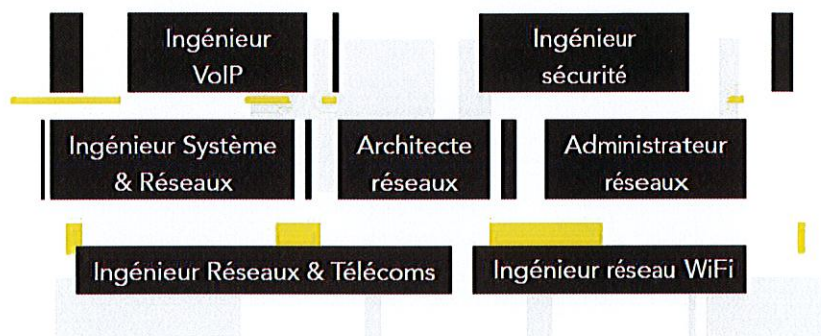 Ingénieur
VoIP
Ingénieur
sécurité
Ingénieur Système
& Réseaux
Architecte
réseaux
Administrateur
réseaux
Ingénieur Réseaux & Télécoms
Ingénieur réseau WiFi